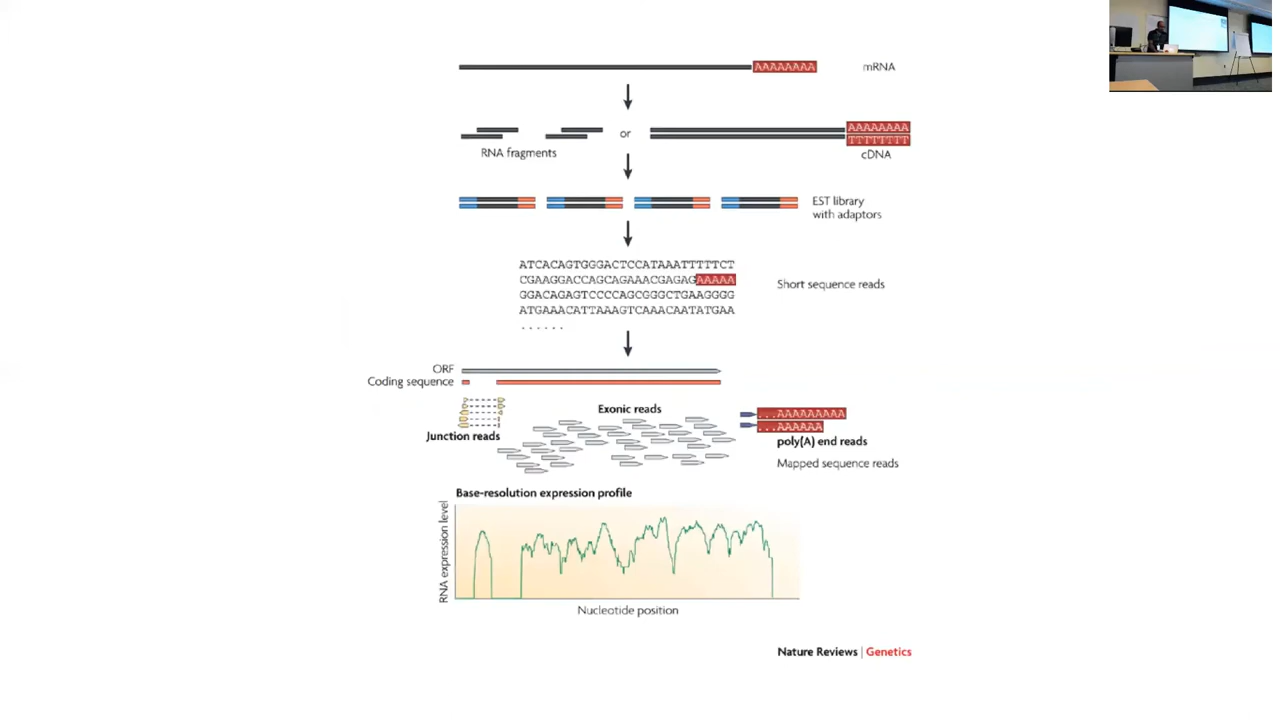 AAAAAAAA
mRNA
or
AAAAAAAA
TTTTTTTT
RNA fragments
cDNA
EST library
with adaptors
ATCACAGTGGGACTCCATAAATTTTTCT
CGAAGGACCAGCAGAAACGAGAGAAAAA
GGACAGAGTCCCCAGCGGGCTGAAGGGG
ATGAAACATTAAAGTCAAACAATATGAA
......
Short sequence reads
ORF
Coding sequence
Junction reads
Exonic reads
...AAAAAAAAA
...AAAAAA
poly(A) end reads
Mapped sequence reads
Base-resolution expression profile
RNA expression level
Nucleotide position
Nature Reviews | Genetics